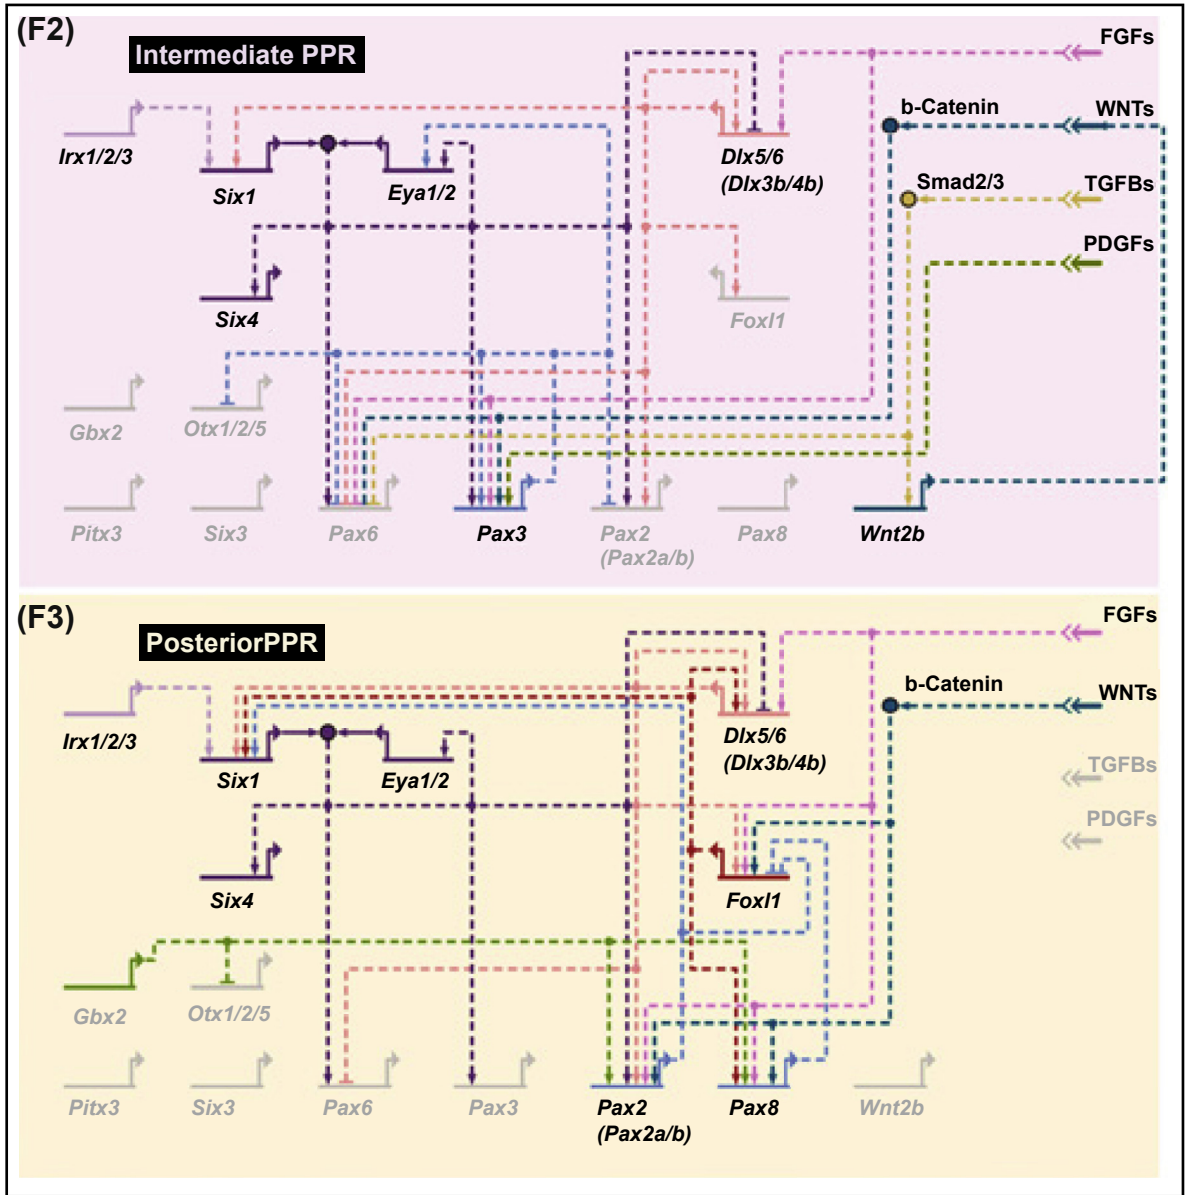 (F2)
Intermediate PPR
FGFs
b-Catenin
WNTs
Irx1/2/3
Six1
Eya1/2
Dlx5/6
(Dlx3b/4b)
Smad2/3
TGFBs
PDGFs
Six4
Foxl1
Gbx2
Otx1/2/5
Pitx3
Six3
Pax6
Pax3
Pax2
(Pax2a/b)
Pax8
Wnt2b
(F3)
PosteriorPPR
FGFs
b-Catenin
WNTs
Irx1/2/3
Six1
Eya1/2
Dlx5/6
(Dlx3b/4b)
TGFBs
PDGFs
Six4
Foxl1
Gbx2
Otx1/2/5
Pitx3
Six3
Pax6
Pax3
Pax2
(Pax2a/b)
Pax8
Wnt2b